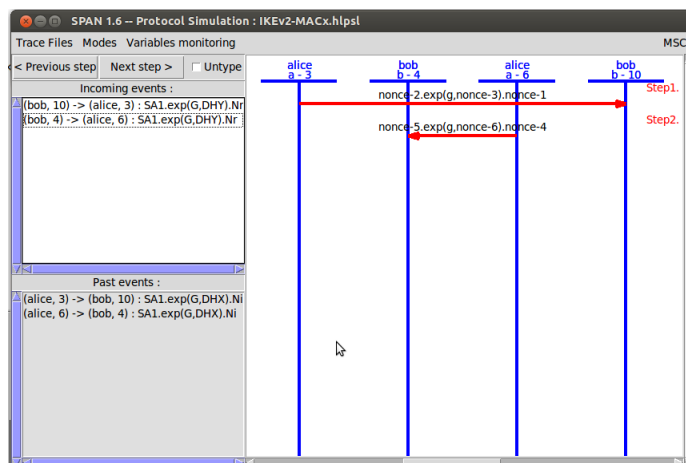 SPAN 1.6 -- Protocol Simulation : IKEv2-MACx.hlpsl
Trace Files Modes Variables monitoring MSC
< Previous step Next step > Untype
Incoming events :
(bob, 10) -> (alice, 3) : SA1.exp(G,DHY).Nr
(bob, 4) -> (alice, 6) : SA1.exp(G,DHY).Nr
Past events :
(alice, 3) -> (bob, 10) : SA1.exp(G,DHX).Ni
(alice, 6) -> (bob, 4) : SA1.exp(G,DHX).Ni
alice bob alice bob
a - 3 b - 4 a - 6 b - 10
Step1.
nonce-2.exp(g,nonce-3).nonce-1
Step2.
nonce-5.exp(g,nonce-6).nonce-4